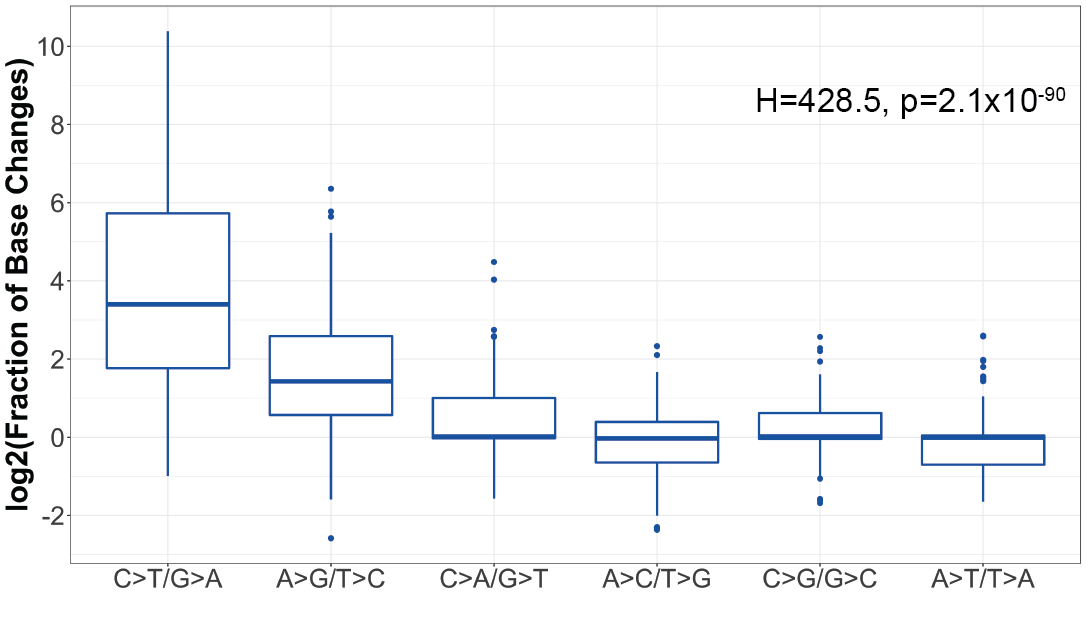 log2(Fraction of Base Changes)
10
8
6
4
2
0
-2
H=428.5, p=2.1x10⁻⁹⁰
C>T/G>A A>G/T>C C>A/G>T A>C/T>G C>G/G>C A>T/T>A